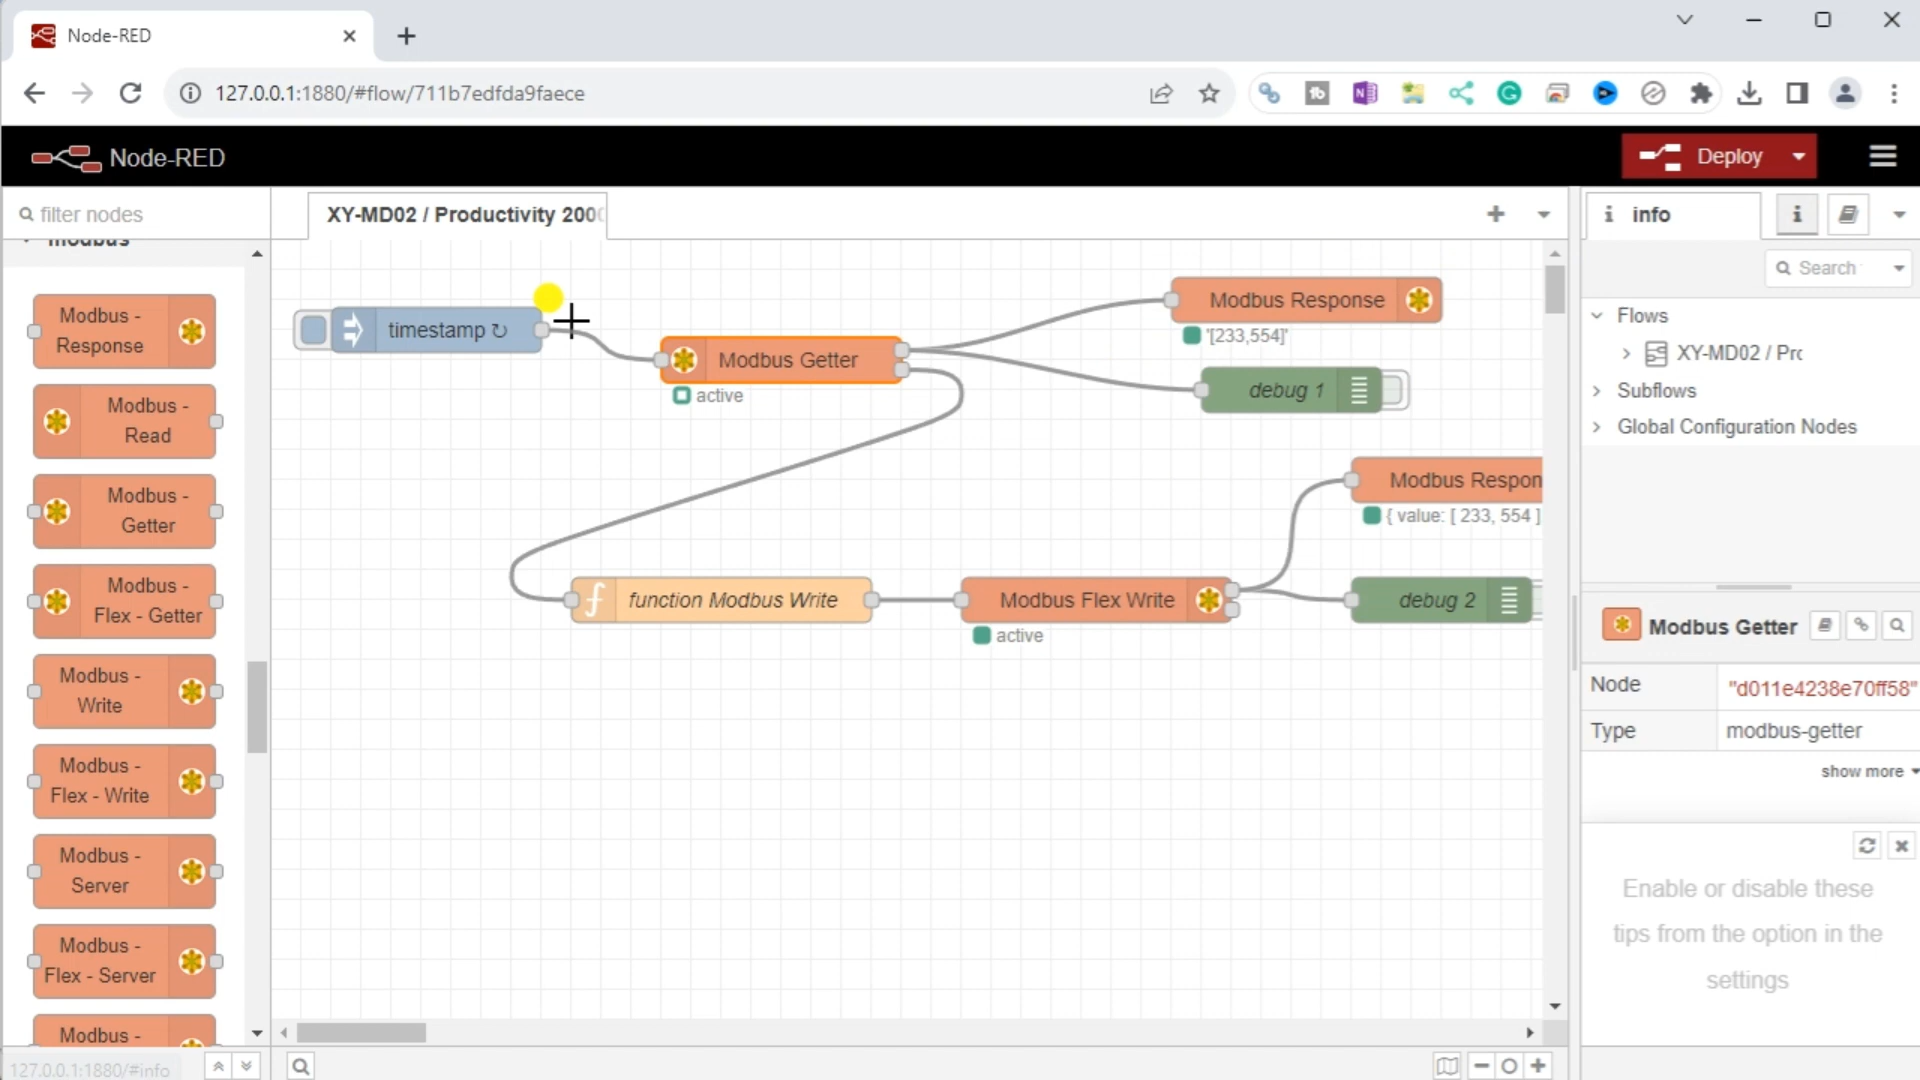 Node-RED
127.0.0.1:1880/#flow/711b7edfda9faece
Node-RED
Deploy
filter nodes
modbus
Modbus -
Response
Modbus -
Read
Modbus -
Getter
Modbus -
Flex - Getter
Modbus -
Write
Modbus -
Flex - Write
Modbus -
Server
Modbus -
Flex - Server
Modbus -
127.0.0.1:1880/#info
XY-MD02 / Productivity 200
timestamp ↻
Modbus Getter
active
Modbus Response
'[233,554]'
debug 1
Modbus Respon
{ value: [ 233, 554 ]
function Modbus Write
Modbus Flex Write
active
debug 2
i info
i
Search
Flows
XY-MD02 / Prc
Subflows
Global Configuration Nodes
Modbus Getter
Node "d011e4238e70ff58"
Type modbus-getter
show more
Enable or disable these
tips from the option in the
settings